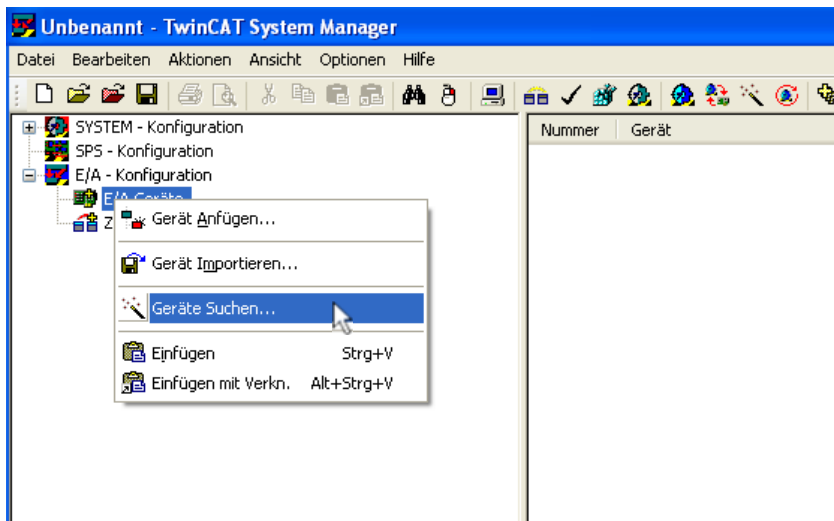 Unbenannt - TwinCAT System Manager
Datei Bearbeiten Aktionen Ansicht Optionen Hilfe
SYSTEM - Konfiguration
Nummer Gerät
SPS - Konfiguration
E/A - Konfiguration
E/A Geräte
Z
Gerät Anfügen...
Gerät Importieren...
Geräte Suchen...
Einfügen Strg+V
Einfügen mit Verkn. Alt+Strg+V